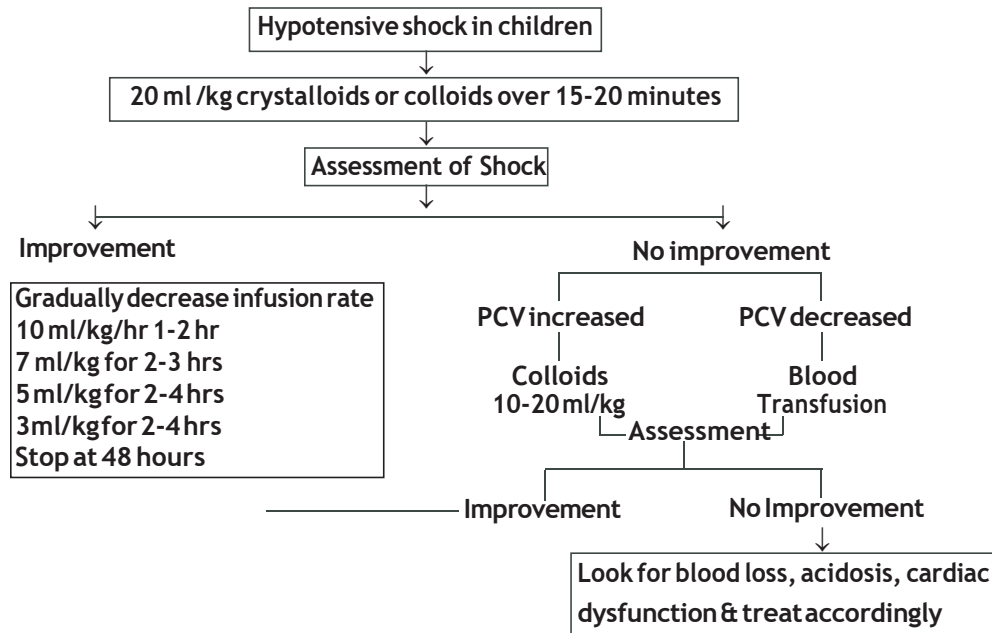 Hypotensive shock in children
20 ml /kg crystalloids or colloids over 15-20 minutes
Assessment of Shock
Improvement
Gradually decrease infusion rate
10 ml/kg/hr 1-2 hr
7 ml/kg for 2-3 hrs
5 ml/kg for 2-4 hrs
3ml/kg for 2-4 hrs
Stop at 48 hours
No improvement
PCV increased
PCV decreased
Colloids
10-20 ml/kg
Blood
Transfusion
Assessment
Improvement
No Improvement
Look for blood loss, acidosis, cardiac
dysfunction & treat accordingly